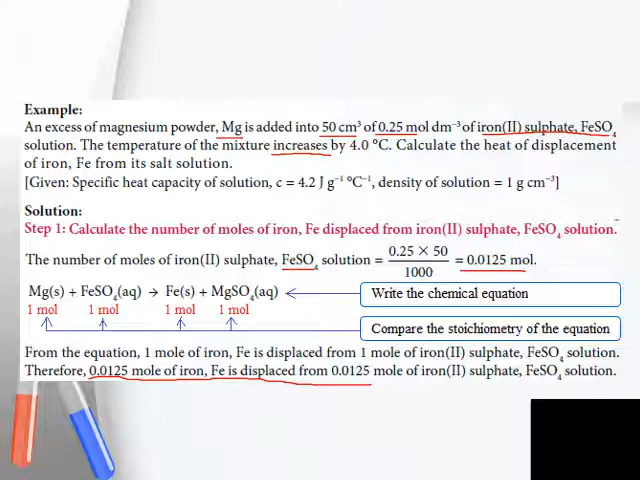 Example:
An excess of magnesium powder, Mg is added into 50 cm³ of 0.25 mol dm⁻³ of iron(II) sulphate, FeSO₄
solution. The temperature of the mixture increases by 4.0 °C. Calculate the heat of displacement
of iron, Fe from its salt solution.
[Given: Specific heat capacity of solution, c = 4.2 J g⁻¹ °C⁻¹, density of solution = 1 g cm⁻³]
Solution:
Step 1: Calculate the number of moles of iron, Fe displaced from iron(II) sulphate, FeSO₄ solution.
The number of moles of iron(II) sulphate, FeSO₄ solution = 0.25 × 50 / 1000 = 0.0125 mol.
Mg(s) + FeSO₄(aq) → Fe(s) + MgSO₄(aq) Write the chemical equation
1 mol 1 mol 1 mol 1 mol
Compare the stoichiometry of the equation
From the equation, 1 mole of iron, Fe is displaced from 1 mole of iron(II) sulphate, FeSO₄ solution.
Therefore, 0.0125 mole of iron, Fe is displaced from 0.0125 mole of iron(II) sulphate, FeSO₄ solution.